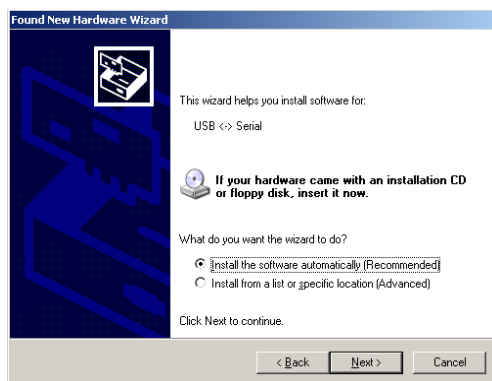 Found New Hardware Wizard
This wizard helps you install software for:
USB <-> Serial
If your hardware came with an installation CD
or floppy disk, insert it now.
What do you want the wizard to do?
Install the software automatically (Recommended)
Install from a list or specific location (Advanced)
Click Next to continue.
< Back Next > Cancel